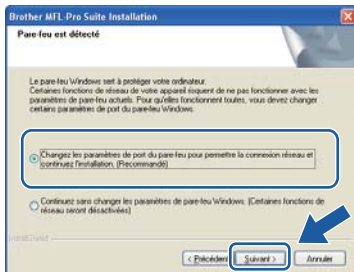 Brother MFL-Pro Suite Installation
Pare-feu est détecté
Le pare-feu Windows sert à protéger votre ordinateur.
Certaines fonctions de réseau de votre appareil risquent de ne pas fonctionner avec les
paramètres de pare-feu actuels. Pour qu'elles fonctionnent toutes, vous devez changer
certains paramètres de port du pare-feu Windows.
Changez les paramètres de port du pare-feu pour permettre la connexion réseau et
continuez l'installation. (Recommandé)
Continuez sans changer les paramètres de pare-feu Windows. (Certaines fonctions de
réseau seront désactivées)
InstallShield
< Précédent
Suivant >
Annuler